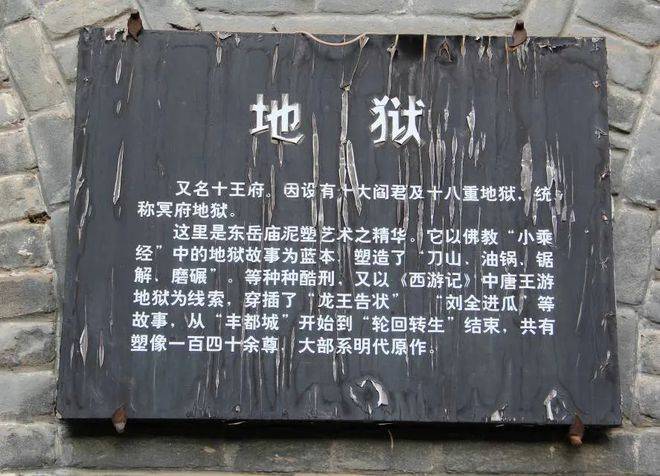 地狱
又名十王府。因设有十大阎君及十八重地狱，统
称冥府地狱。
这里是东岳庙泥塑艺术之精华。它以佛教“小乘
经”中的地狱故事为蓝本，塑造了“刀山、油锅、锯
解、磨碾”。等种种酷刑，又以《西游记》中唐王游
地狱为线索，穿插了“龙王告状”　“刘全进瓜”等
故事，从“丰都城”开始到“轮回转生”结束，共有
塑像一百四十余尊，大部系明代原作。